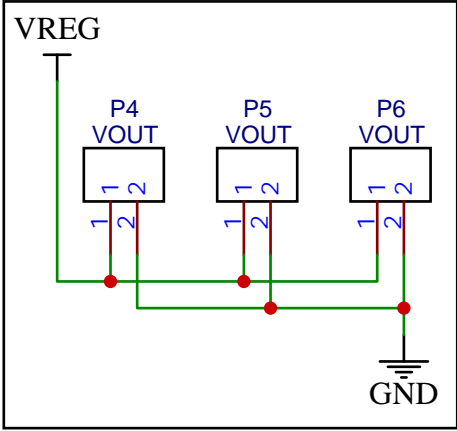 VREG
P4 P5 P6
VOUT VOUT VOUT
1 2 1 2 1 2
1 2 1 2 1 2
GND